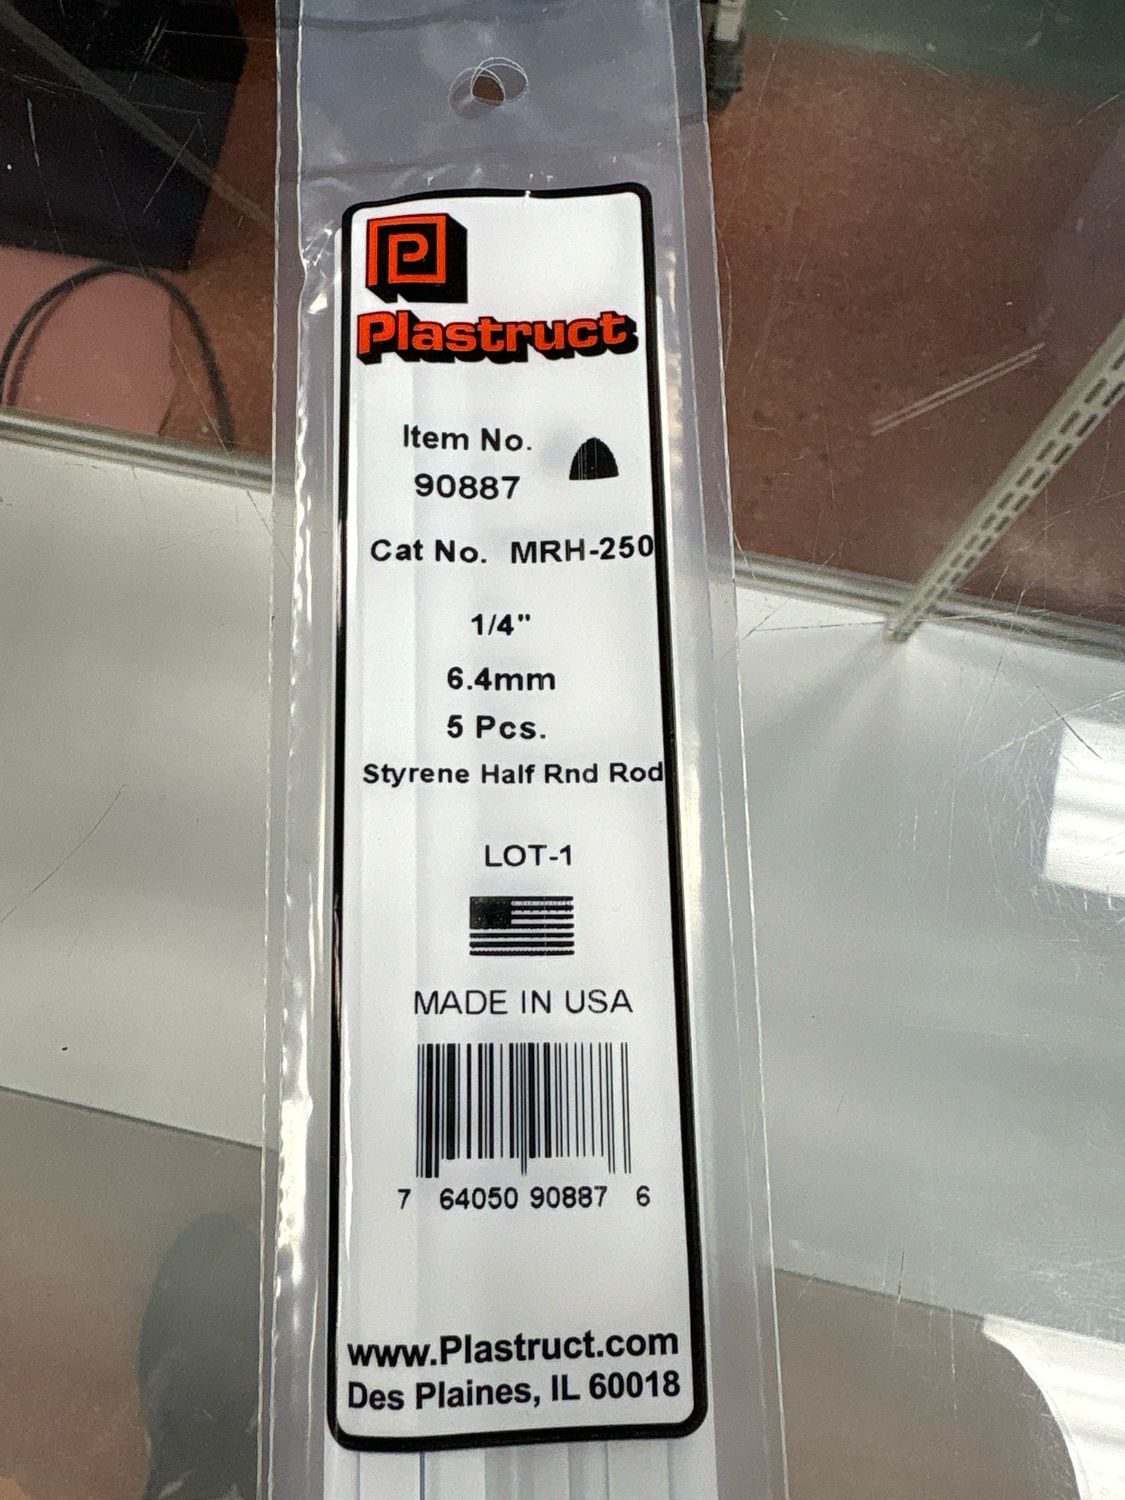 P
Plastruct
Item No.
90887
Cat No. MRH-250
1/4"
6.4mm
5 Pcs.
Styrene Half Rnd Rod
LOT-1
MADE IN USA
7 64050 90887 6
www.Plastruct.com
Des Plaines, IL 60018